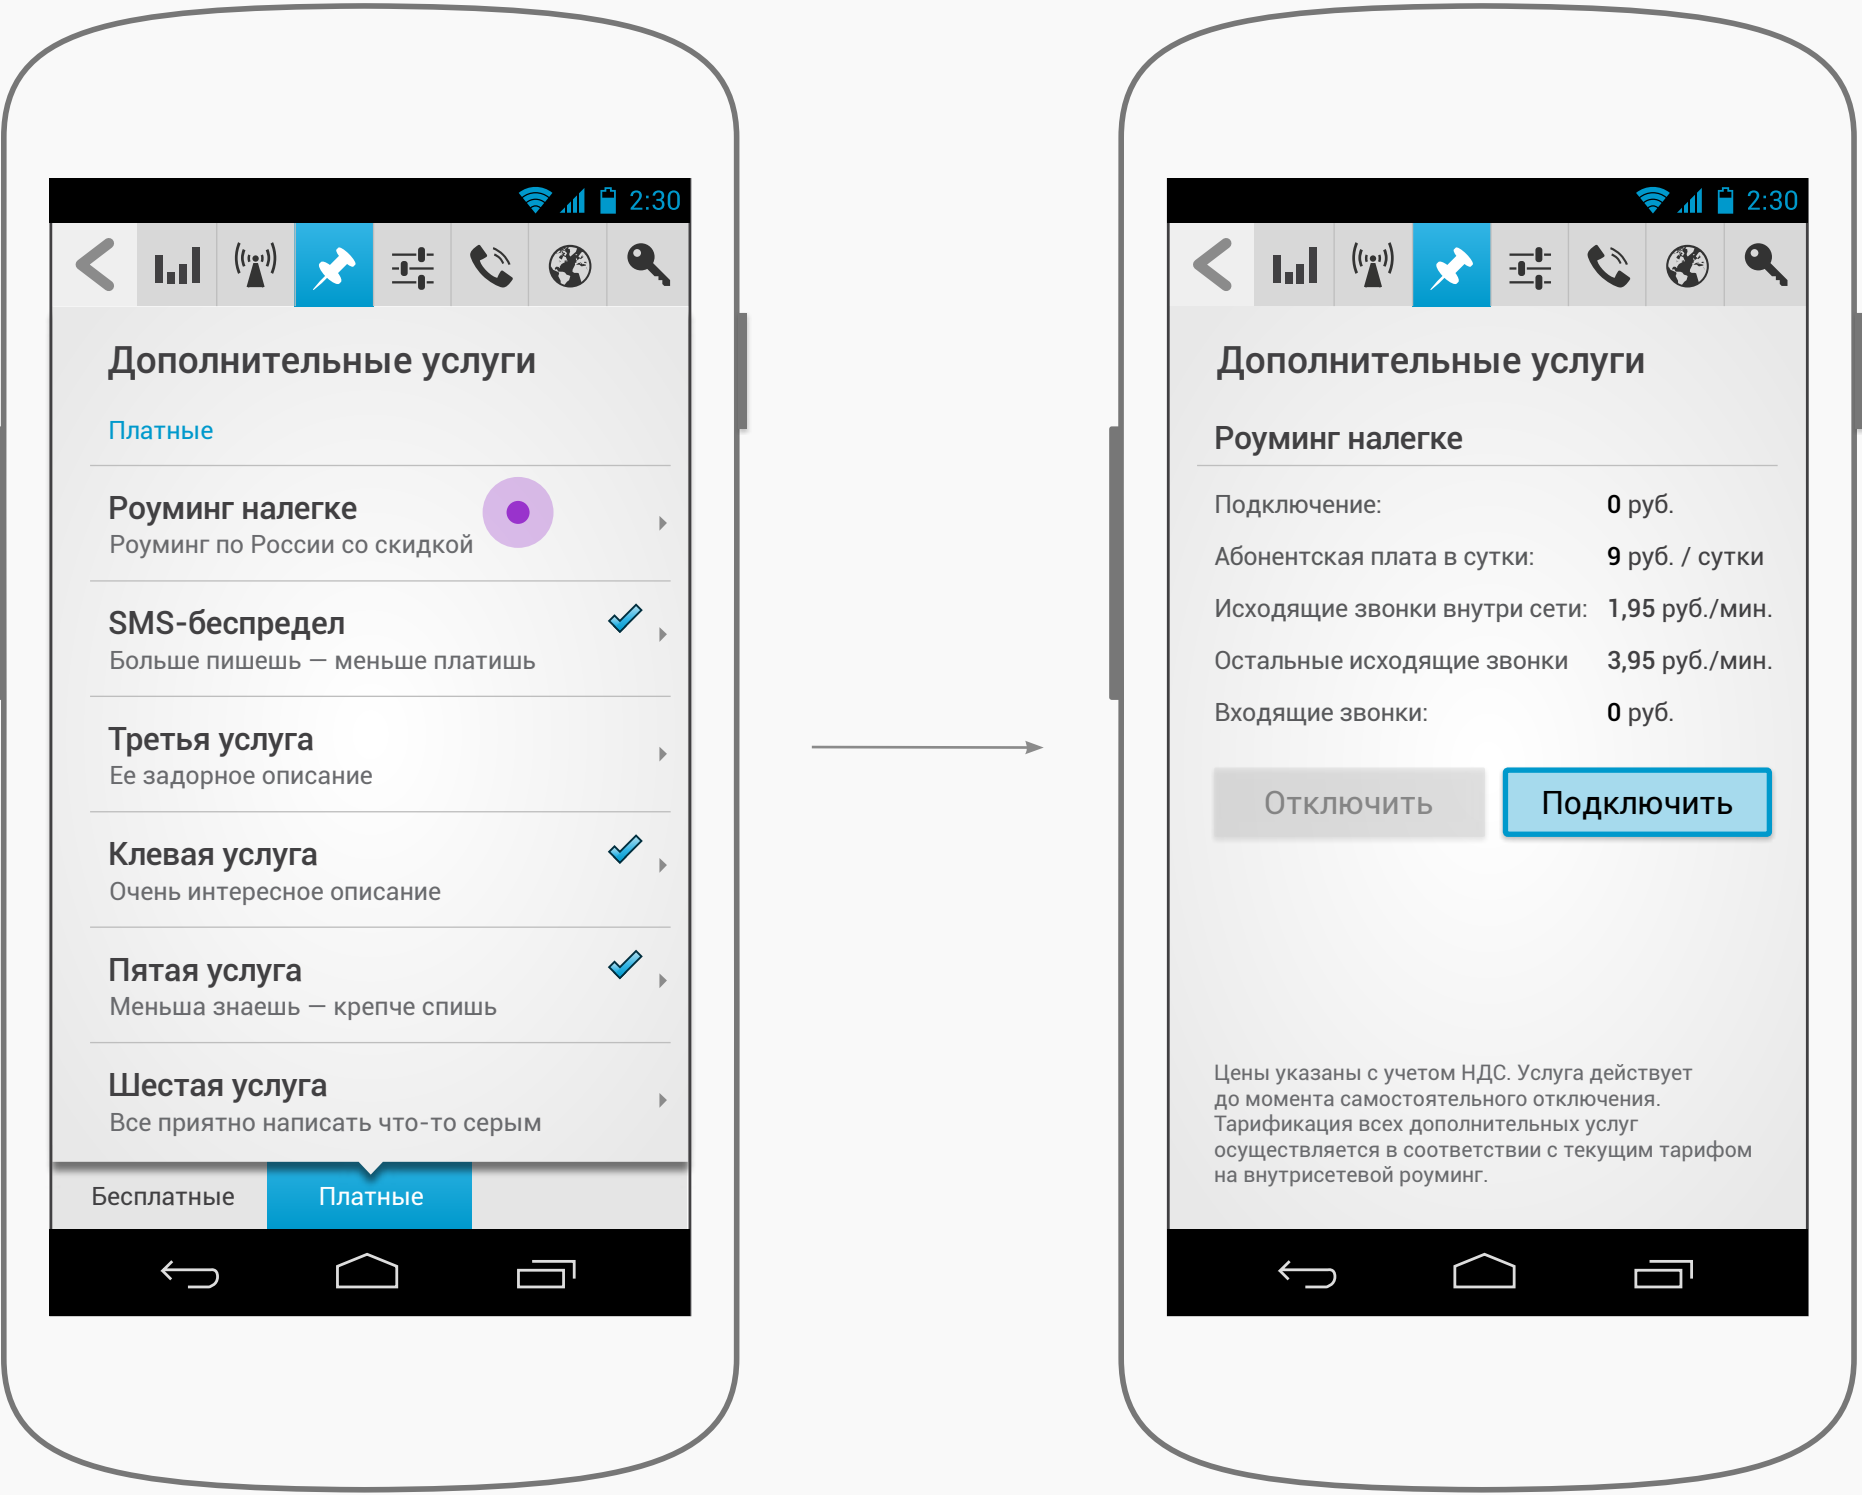 2:30
Дополнительные услуги
Платные
Роуминг налегке
Роуминг по России со скидкой
SMS-беспредел
Больше пишешь — меньше платишь
Третья услуга
Ее задорное описание
Клевая услуга
Очень интересное описание
Пятая услуга
Меньша знаешь — крепче спишь
Шестая услуга
Все приятно написать что-то серым
Бесплатные
Платные
2:30
Дополнительные услуги
Роуминг налегке
Подключение: 0 руб.
Абонентская плата в сутки: 9 руб. / сутки
Исходящие звонки внутри сети: 1,95 руб./мин.
Остальные исходящие звонки 3,95 руб./мин.
Входящие звонки: 0 руб.
Отключить
Подключить
Цены указаны с учетом НДС. Услуга действует
до момента самостоятельного отключения.
Тарификация всех дополнительных услуг
осуществляется в соответствии с текущим тарифом
на внутрисетевой роуминг.